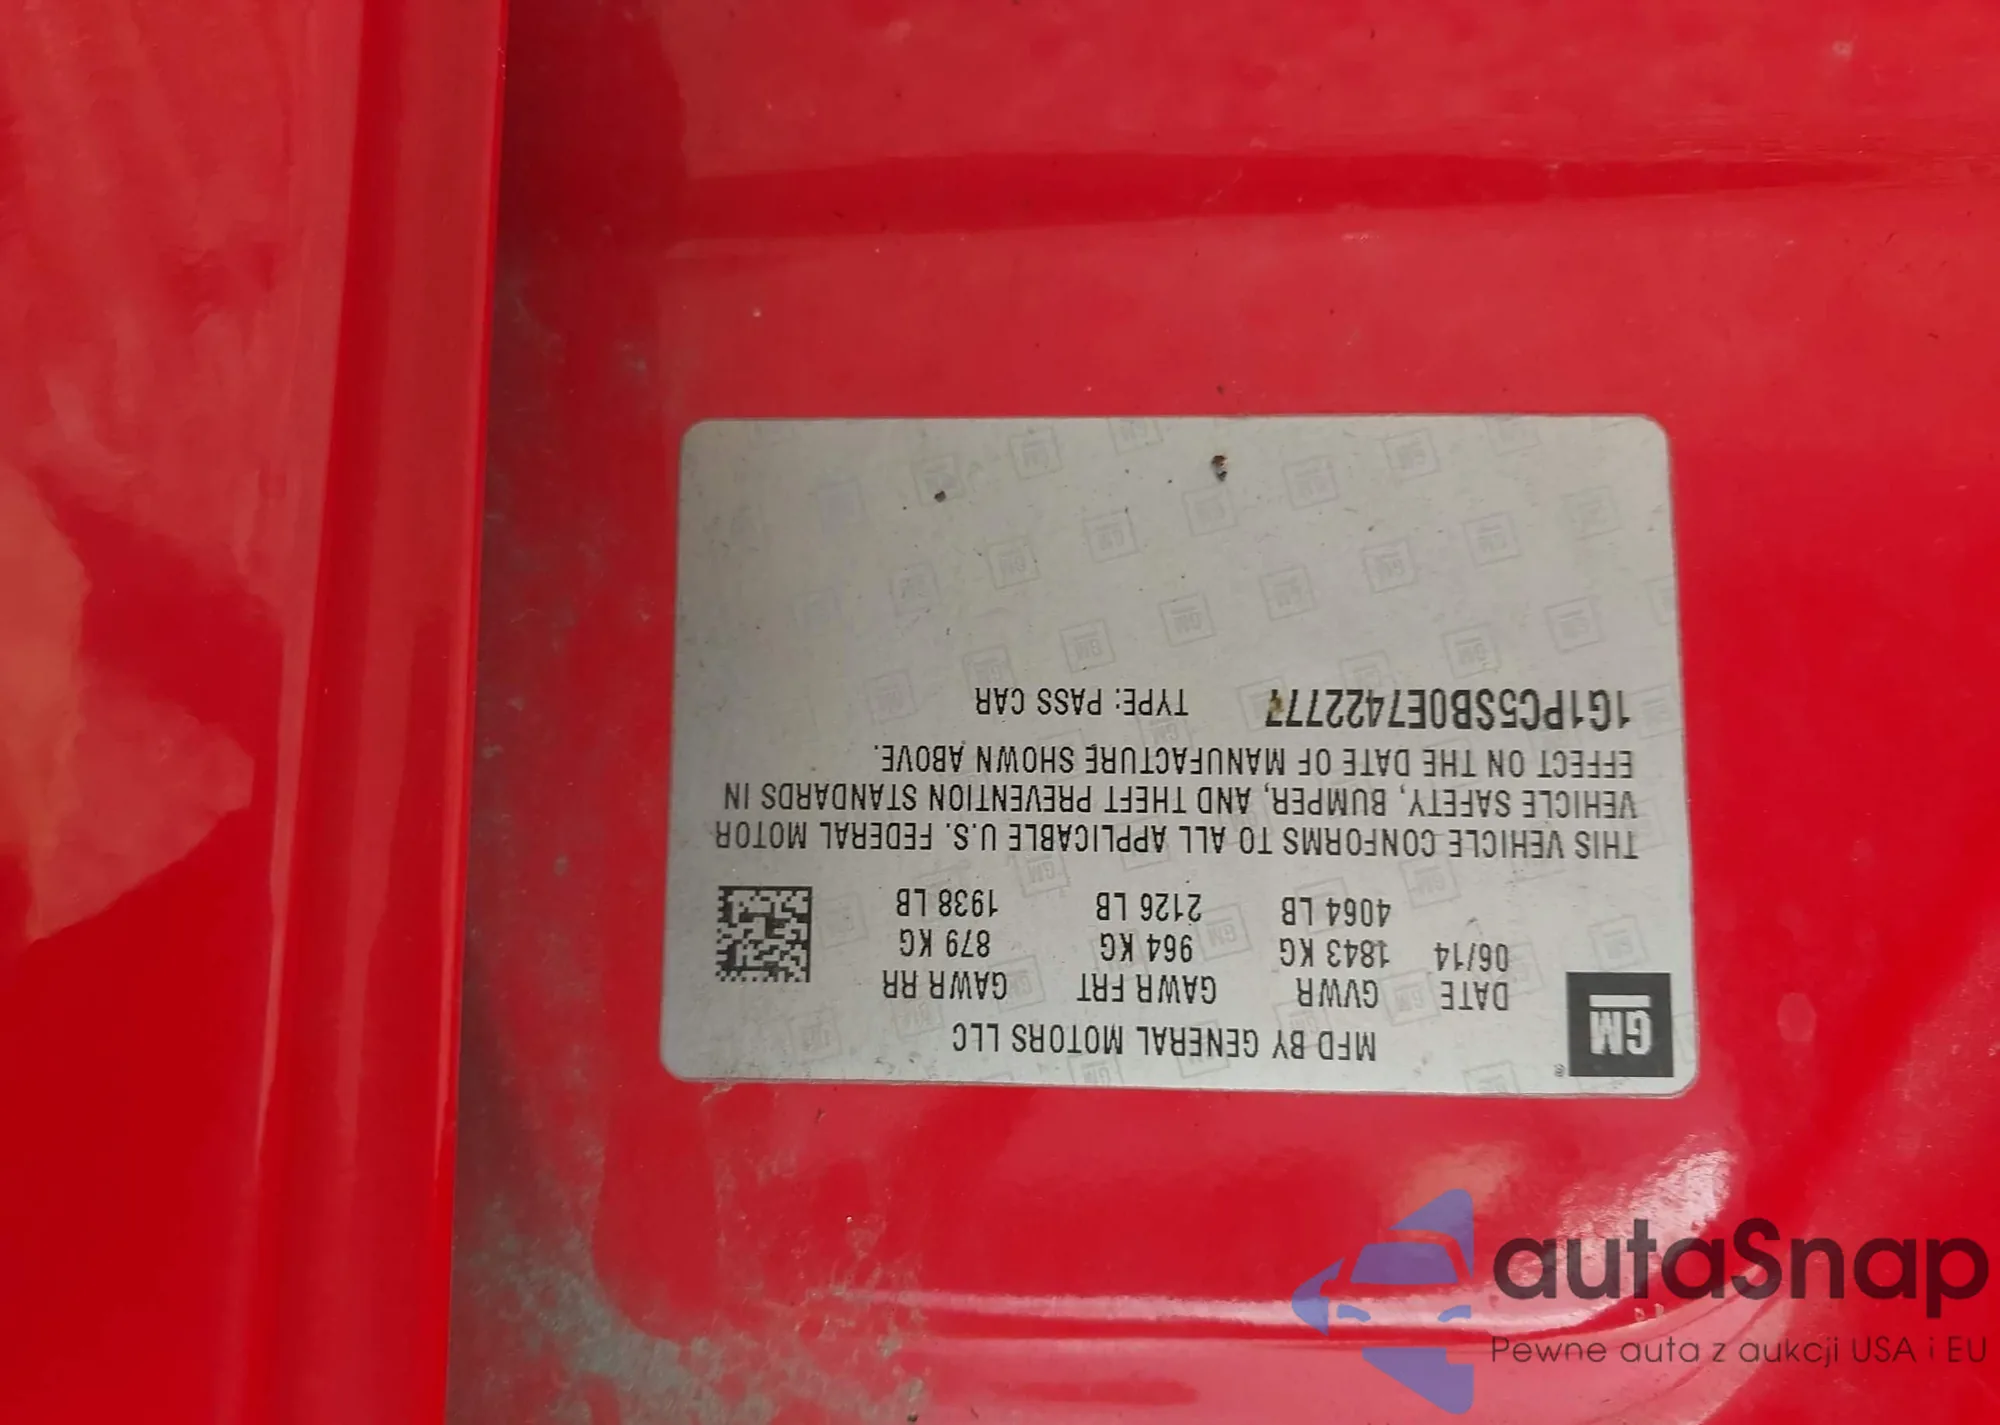 GM
®
MFD BY GENERAL MOTORS LLC
DATE GVWR GAWR FRT GAWR RR
06/14 1843 KG 964 KG 879 KG
4064 LB 2126 LB 1938 LB
THIS VEHICLE CONFORMS TO ALL APPLICABLE U.S. FEDERAL MOTOR
VEHICLE SAFETY, BUMPER, AND THEFT PREVENTION STANDARDS IN
EFFECT ON THE DATE OF MANUFACTURE SHOWN ABOVE.
1G1PC5SB0E7422777 TYPE: PASS CAR
autaSnap
Pewne auta z aukcji USA i EU